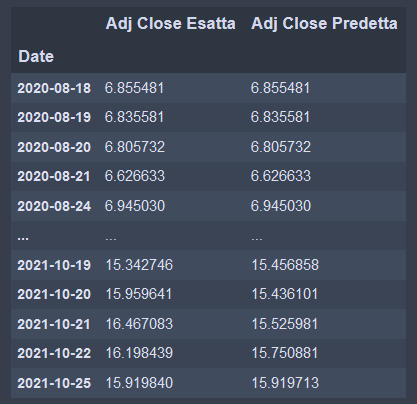 Adj Close Esatta Adj Close Predetta
Date
2020-08-18 6.855481 6.855481
2020-08-19 6.835581 6.835581
2020-08-20 6.805732 6.805732
2020-08-21 6.626633 6.626633
2020-08-24 6.945030 6.945030
... ... ...
2021-10-19 15.342746 15.456858
2021-10-20 15.959641 15.436101
2021-10-21 16.467083 15.525981
2021-10-22 16.198439 15.750881
2021-10-25 15.919840 15.919713